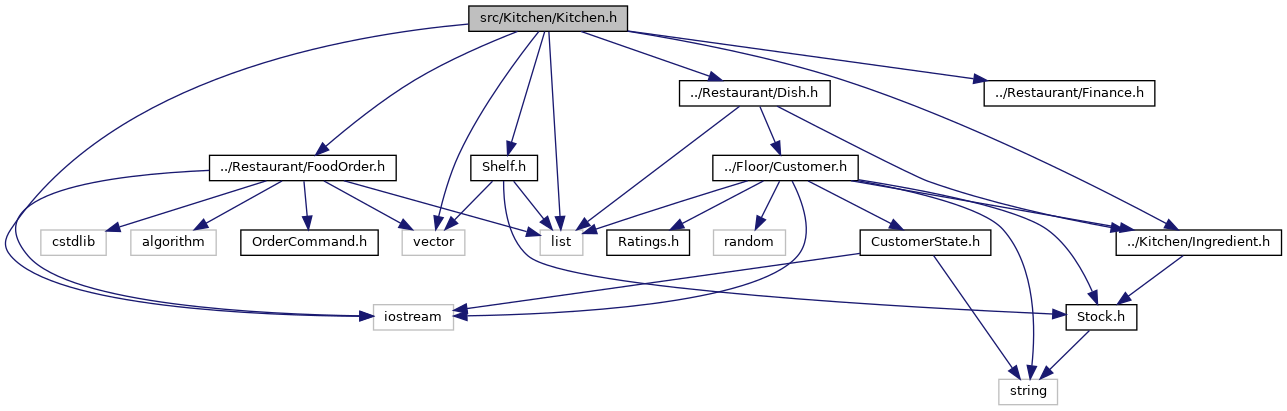 src/Kitchen/Kitchen.h
../Restaurant/Dish.h
../Restaurant/Finance.h
../Restaurant/FoodOrder.h
Shelf.h
../Floor/Customer.h
cstdlib
algorithm
OrderCommand.h
vector
list
Ratings.h
random
CustomerState.h
../Kitchen/Ingredient.h
iostream
Stock.h
string